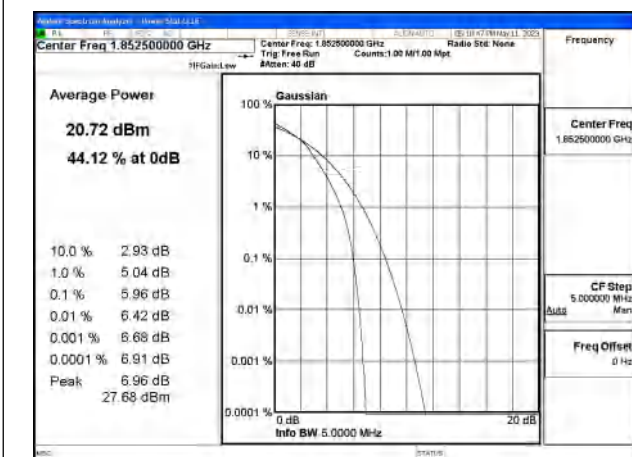 Center Freq 1.852500000 GHz
Center Freq: 1.852500000 GHz
Radio Std: None
Trig: Free Run
Counts:1.00 M/1.00 Mpt
#IFGain:Low
#Atten: 40 dB
Average Power
20.72 dBm
44.12 % at 0dB
10.0 % 2.93 dB
1.0 % 5.04 dB
0.1 % 5.96 dB
0.01 % 6.42 dB
0.001 % 6.68 dB
0.0001 % 6.91 dB
Peak 6.96 dB
27.68 dBm
Gaussian
100 %
10 %
1 %
0.1 %
0.01 %
0.001 %
0.0001 %
0 dB
20 dB
Info BW 5.0000 MHz
Frequency
Center Freq
1.852500000 GHz
CF Step
5.000000 MHz
Auto Man
Freq Offset
0 Hz
MSG
STATUS